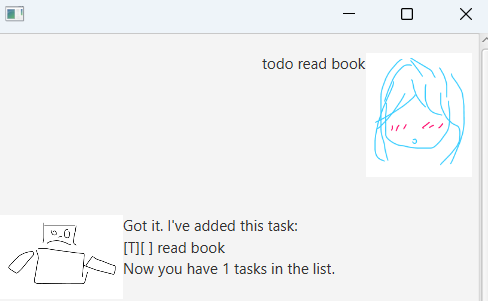 todo read book
Got it. I've added this task:
[T][ ] read book
Now you have 1 tasks in the list.